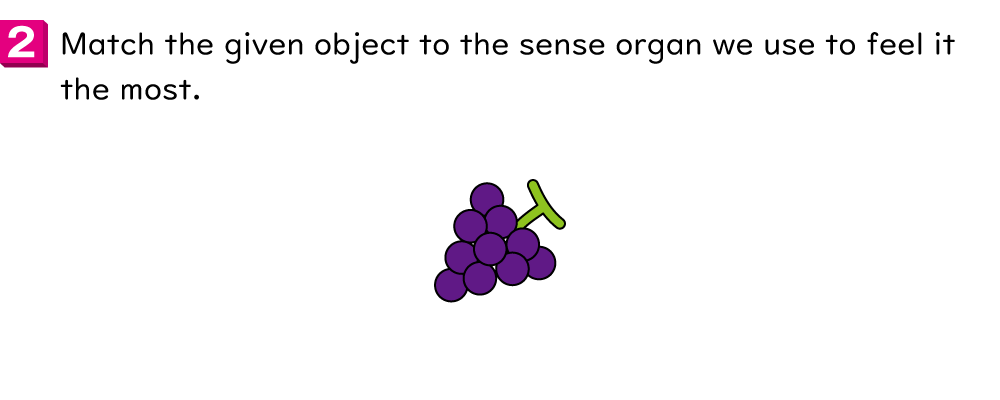 2 Match the given object to the sense organ we use to feel it
the most.